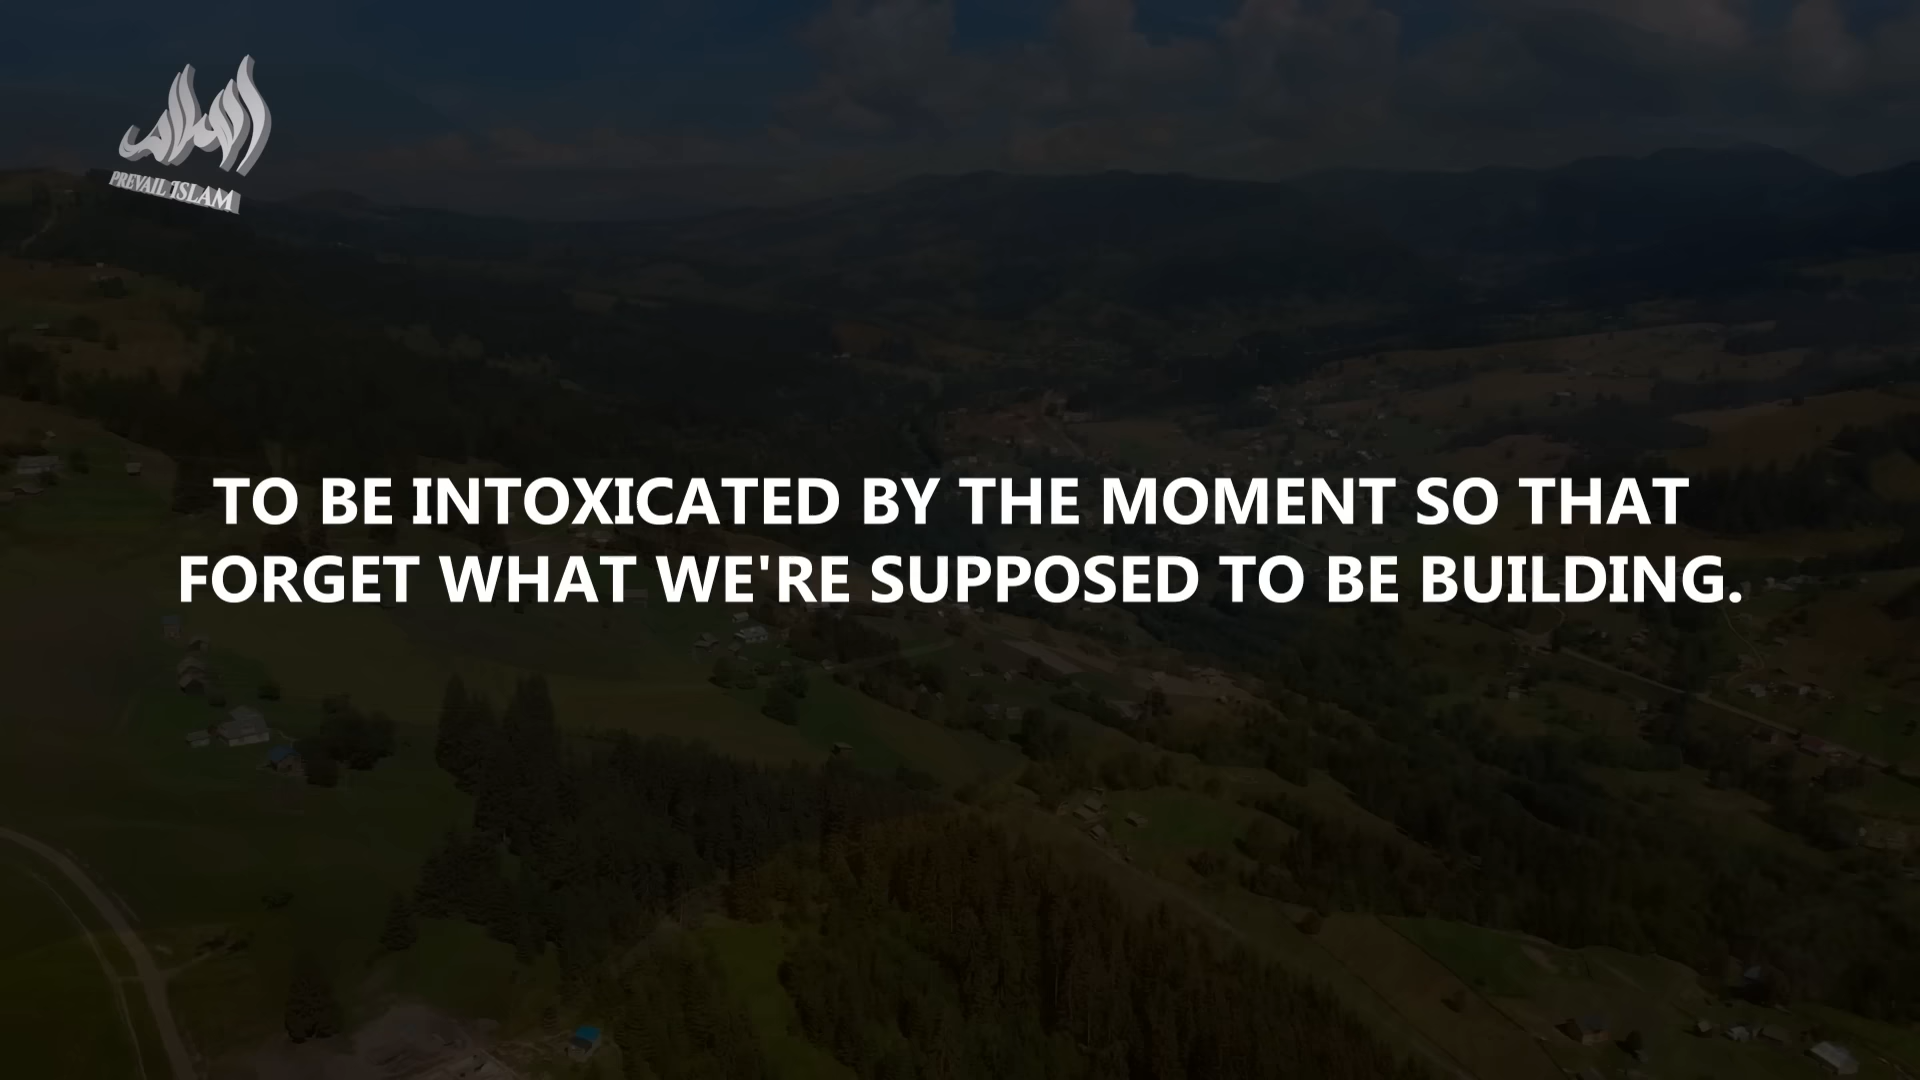 PREVAIL ISLAM
TO BE INTOXICATED BY THE MOMENT SO THAT
FORGET WHAT WE'RE SUPPOSED TO BE BUILDING.